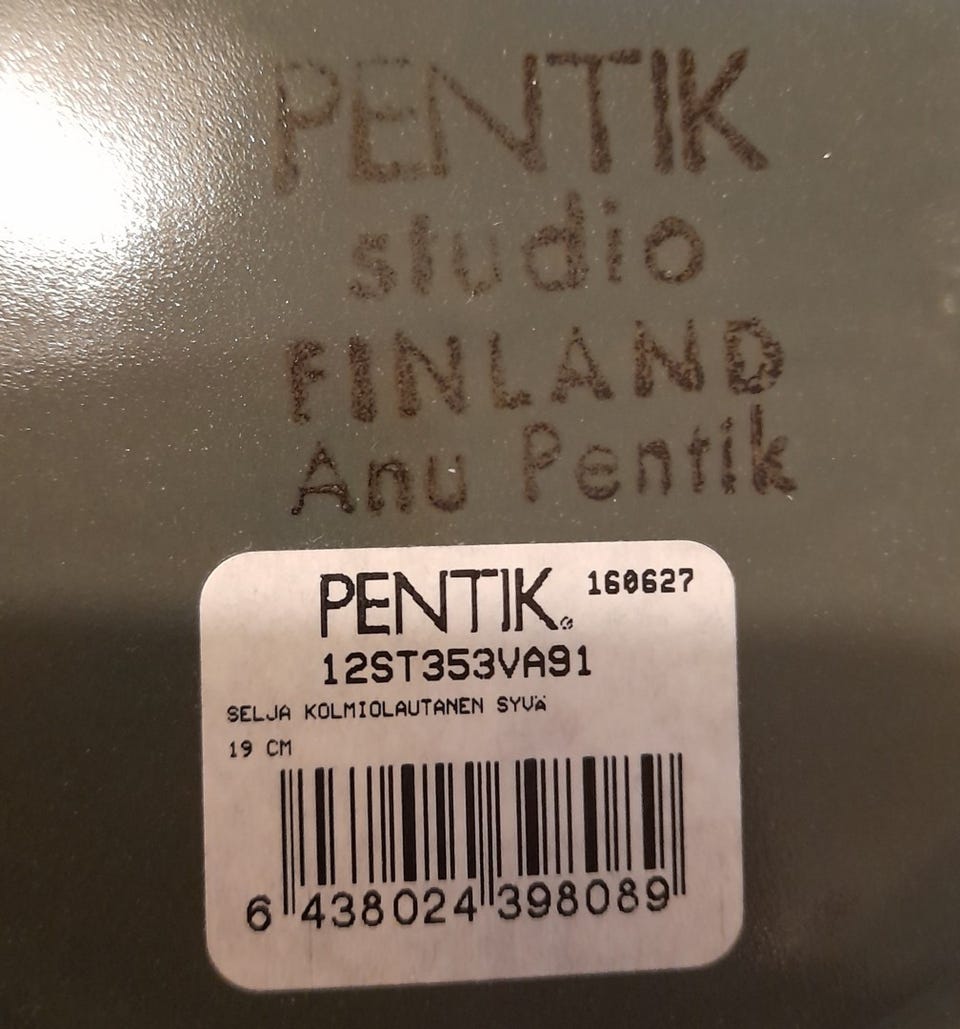 PENTIK
studio
FINLAND
Anu Pentik
PENTIK® 160627
12ST353VA91
SELJA KOLMIOLAUTANEN SYVÄ
19 CM
6 438024 398089